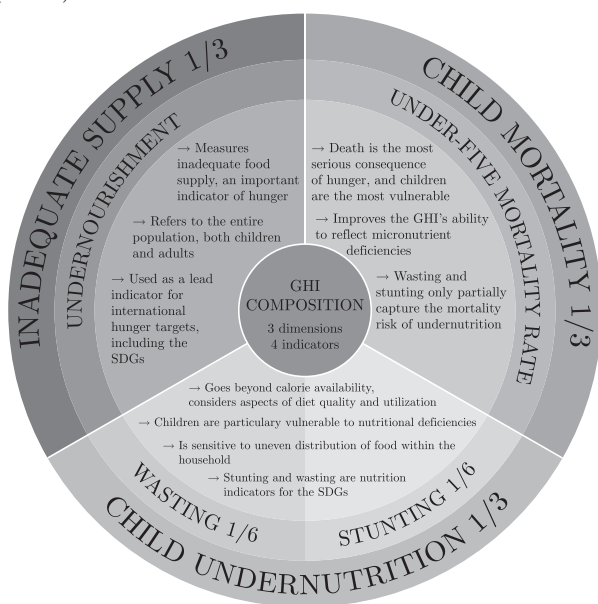 INADEQUATE SUPPLY 1/3
UNDERNOURISHMENT
→ Measures
inadequate food
supply, an important
indicator of hunger
→ Refers to the entire
population, both children
and adults
→ Used as a lead
indicator for
international
hunger targets,
including the
SDGs
CHILD MORTALITY 1/3
UNDER-FIVE MORTALITY RATE
→ Death is the most
serious consequence
of hunger, and children
are the most vulnerable
→ Improves the GHI's ability
to reflect micronutrient
deficiencies
→ Wasting and
stunting only partially
capture the mortality
risk of undernutrition
GHI
COMPOSITION
3 dimensions
4 indicators
→ Goes beyond calorie availability,
considers aspects of diet quality and utilization
→ Children are particulary vulnerable to nutritional deficiencies
→ Is sensitive to uneven distribution of food within the
household
→ Stunting and wasting are nutrition
indicators for the SDGs
WASTING 1/6
STUNTING 1/6
CHILD UNDERNUTRITION 1/3